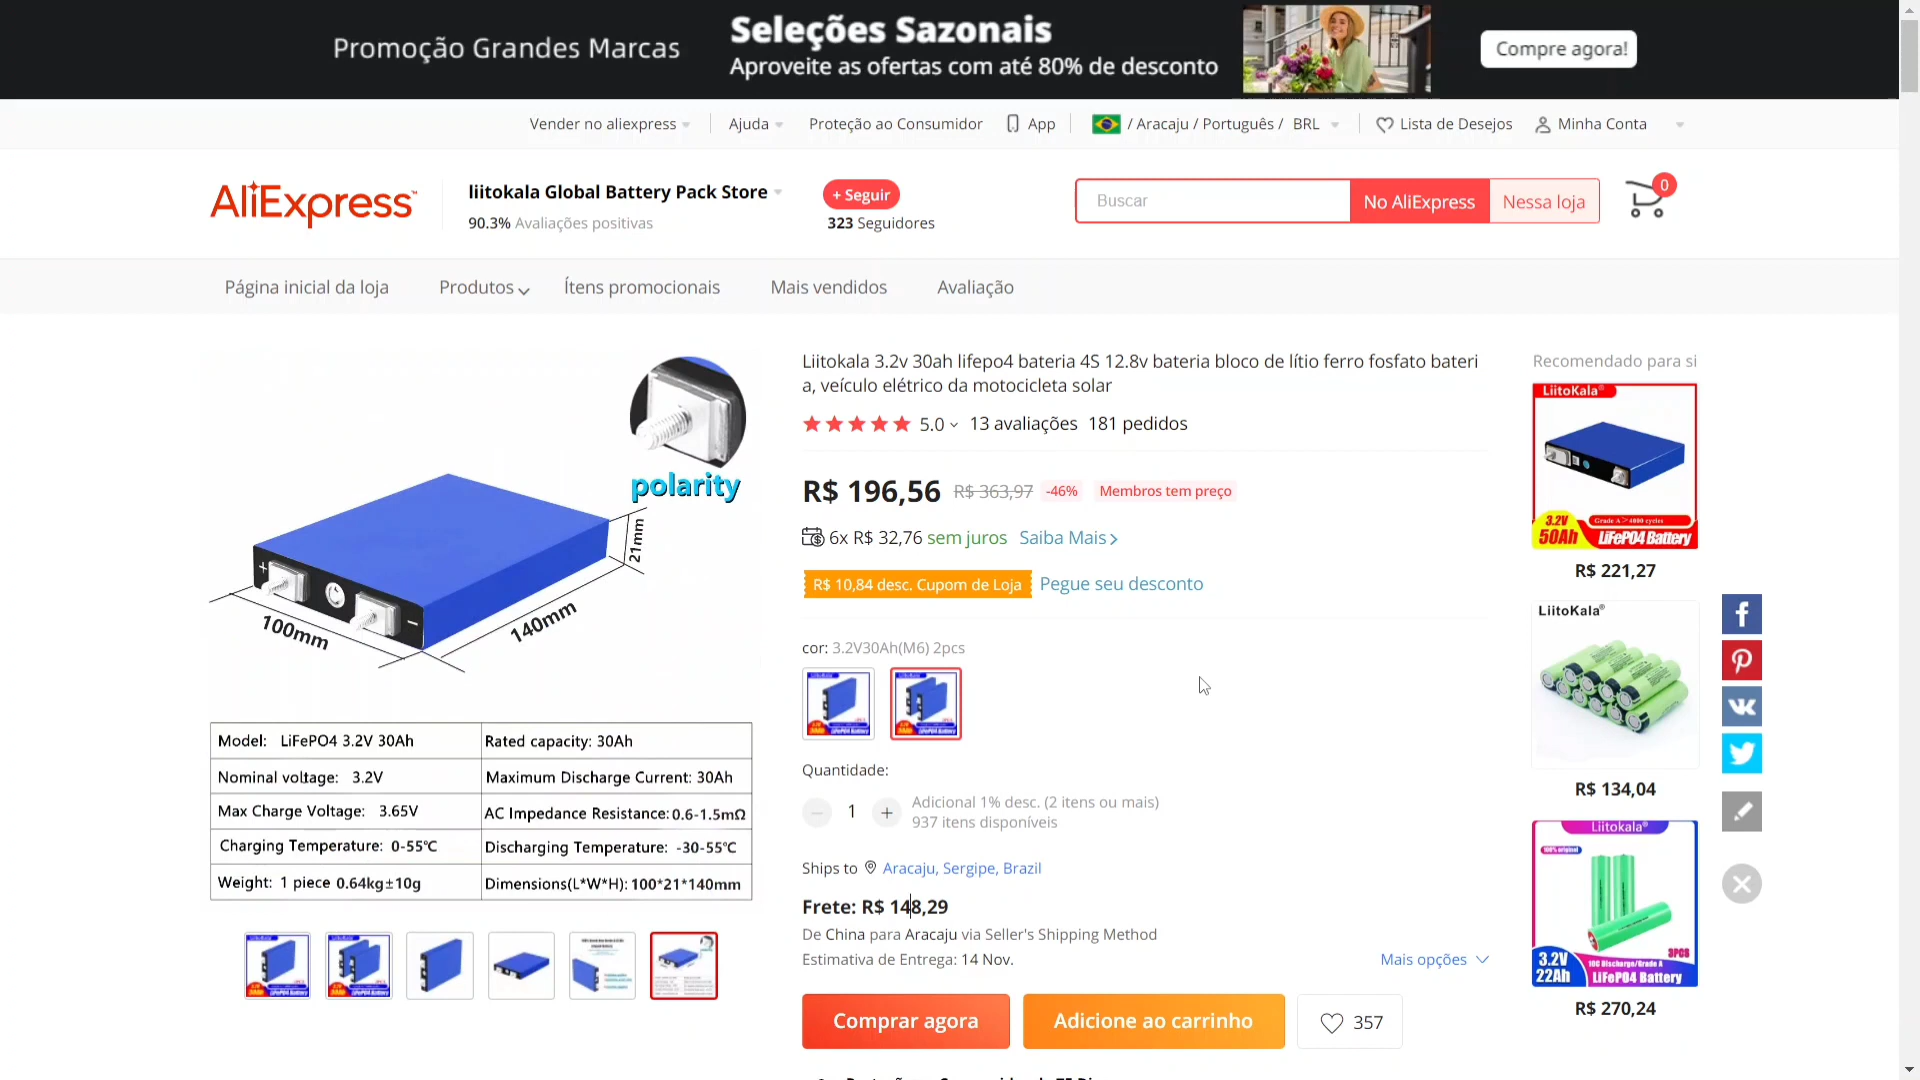 Promoção Grandes Marcas
Seleções Sazonais
Aproveite as ofertas com até 80% de desconto
Compre agora!
Vender no aliexpress
Ajuda
Proteção ao Consumidor
App
/ Aracaju / Português / BRL
Lista de Desejos
Minha Conta
AliExpress™
liitokala Global Battery Pack Store
90.3% Avaliações positivas
+ Seguir
323 Seguidores
Buscar
No AliExpress
Nessa loja
0
Página inicial da loja
Produtos
Ítens promocionais
Mais vendidos
Avaliação
polarity
21mm
100mm
140mm
+
−
Model: LiFePO4 3.2V 30Ah
Rated capacity: 30Ah
Nominal voltage: 3.2V
Maximum Discharge Current: 30Ah
Max Charge Voltage: 3.65V
AC Impedance Resistance: 0.6-1.5mΩ
Charging Temperature: 0-55℃
Discharging Temperature: -30-55℃
Weight: 1 piece 0.64kg±10g
Dimensions(L*W*H): 100*21*140mm
Liitokala 3.2v 30ah lifepo4 bateria 4S 12.8v bateria bloco de lítio ferro fosfato bateri
a, veículo elétrico da motocicleta solar
5.0
13 avaliações
181 pedidos
R$ 196,56
R$ 363,97
-46%
Membros tem preço
6x R$ 32,76 sem juros
Saiba Mais
R$ 10,84 desc. Cupom de Loja
Pegue seu desconto
cor: 3.2V30Ah(M6) 2pcs
Quantidade:
− 1 +
Adicional 1% desc. (2 itens ou mais)
937 itens disponíveis
Ships to
Aracaju, Sergipe, Brazil
Frete: R$ 148,29
De China para Aracaju via Seller's Shipping Method
Estimativa de Entrega: 14 Nov.
Mais opções
Comprar agora
Adicione ao carrinho
357
Recomendado para si
LiitoKala®
3.2V
50Ah
Grade A>4000 cycles
LiFePO4 Battery
R$ 221,27
LiitoKala®
R$ 134,04
Liitokala®
100% original
3PCS
3.2V
22Ah
10C Discharge/Grade A
LiFePO4 Battery
R$ 270,24